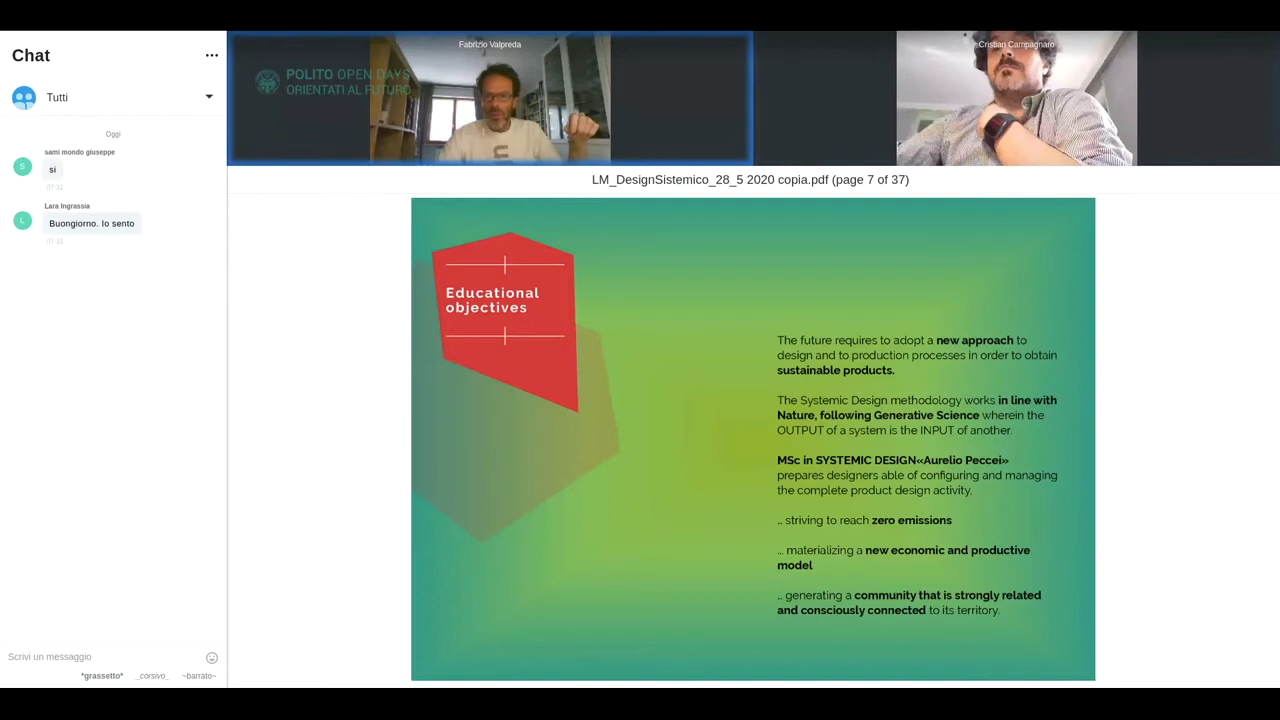 Chat
Tutti
Oggi
sami mondo giuseppe
S
si
07:31
Lara Ingrassia
L
Buongiorno. Io sento
07:31
Scrivi un messaggio
*grassetto* _corsivo_ ~barrato~
POLITO OPEN DAYS
ORIENTATI AL FUTURO
Fabrizio Valpreda
Cristian Campagnaro
LM_DesignSistemico_28_5 2020 copia.pdf (page 7 of 37)
Educational
objectives
The future requires to adopt a new approach to
design and to production processes in order to obtain
sustainable products.
The Systemic Design methodology works in line with
Nature, following Generative Science wherein the
OUTPUT of a system is the INPUT of another.
MSc in SYSTEMIC DESIGN«Aurelio Peccei»
prepares designers able of configuring and managing
the complete product design activity.
... striving to reach zero emissions
... materializing a new economic and productive
model
... generating a community that is strongly related
and consciously connected to its territory.